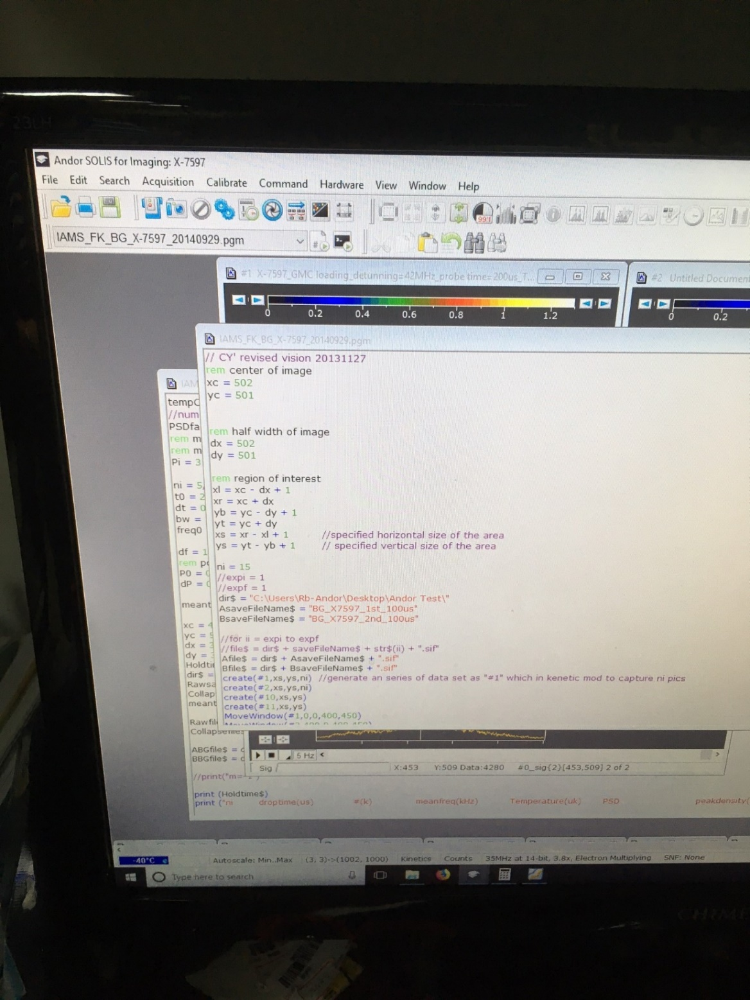 Andor SOLIS for Imaging: X-7597
File Edit Search Acquisition Calibrate Command Hardware View Window Help
99:1
IAMS_FK_BG_X-7597_20140929.pgm
#1 X-7597_GMC loading_detunning=42MHz_probe time=200us_T...
#2 Untitled Document
0 0.2 0.4 0.6 0.8 1 1.2
0 0.2
IAMS_FK_BG_X-7597_20140929.pgm
// CY' revised vision 20131127
rem center of image
xc = 502
yc = 501
rem half width of image
dx = 502
dy = 501
rem region of interest
xl = xc - dx + 1
xr = xc + dx
yb = yc - dy + 1
yt = yc + dy
xs = xr - xl + 1 //specified horizontal size of the area
ys = yt - yb + 1 // specified vertical size of the area
ni = 15
//expi = 1
//expf = 1
dir$ = "C:\Users\Rb-Andor\Desktop\Andor Test\"
AsaveFileName$ = "BG_X7597_1st_100us"
BsaveFileName$ = "BG_X7597_2nd_100us"
//for ii = expi to expf
//file$ = dir$ + saveFileName$ + str$(ii) + ".sif"
Afile$ = dir$ + AsaveFileName$ + ".sif"
Bfile$ = dir$ + BsaveFileName$ + ".sif"
create(#1,xs,ys,ni) //generate an series of data set as "#1" which in kenetic mod to capture ni pics
create(#2,xs,ys,ni)
create(#10,xs,ys)
create(#11,xs,ys)
MoveWindow(#1,0,0,400,450)
IAM
tempC
//num
PSDfa
rem m
rem m
Pi = 3
ni = 5
t0 = 2
dt = 0
bw =
freq0
df = 1
rem p
P0 = 0
dP = 0
meant
xc = 4
yc =
dx = 3
dy =
Holdti
dir$ =
Rawsa
Collap
meant
Rawfil
Collapsefile
ABGfile$ = d
BBGfile$ = d
//print("m=
print (Holdtime$)
print ("ni droptime(us) #(k) meanfreq(kHz) Temperature(uk) PSD peakdensity(
5 Hz
Sig X:453 Y:509 Data:4280 #0_sig{2}[453,509] 2 of 2
-40°C Autoscale: Min..Max (3, 3)->(1002, 1000) Kinetics Counts 35MHz at 14-bit, 3.8x, Electron Multiplying SNF: None
Type here to search